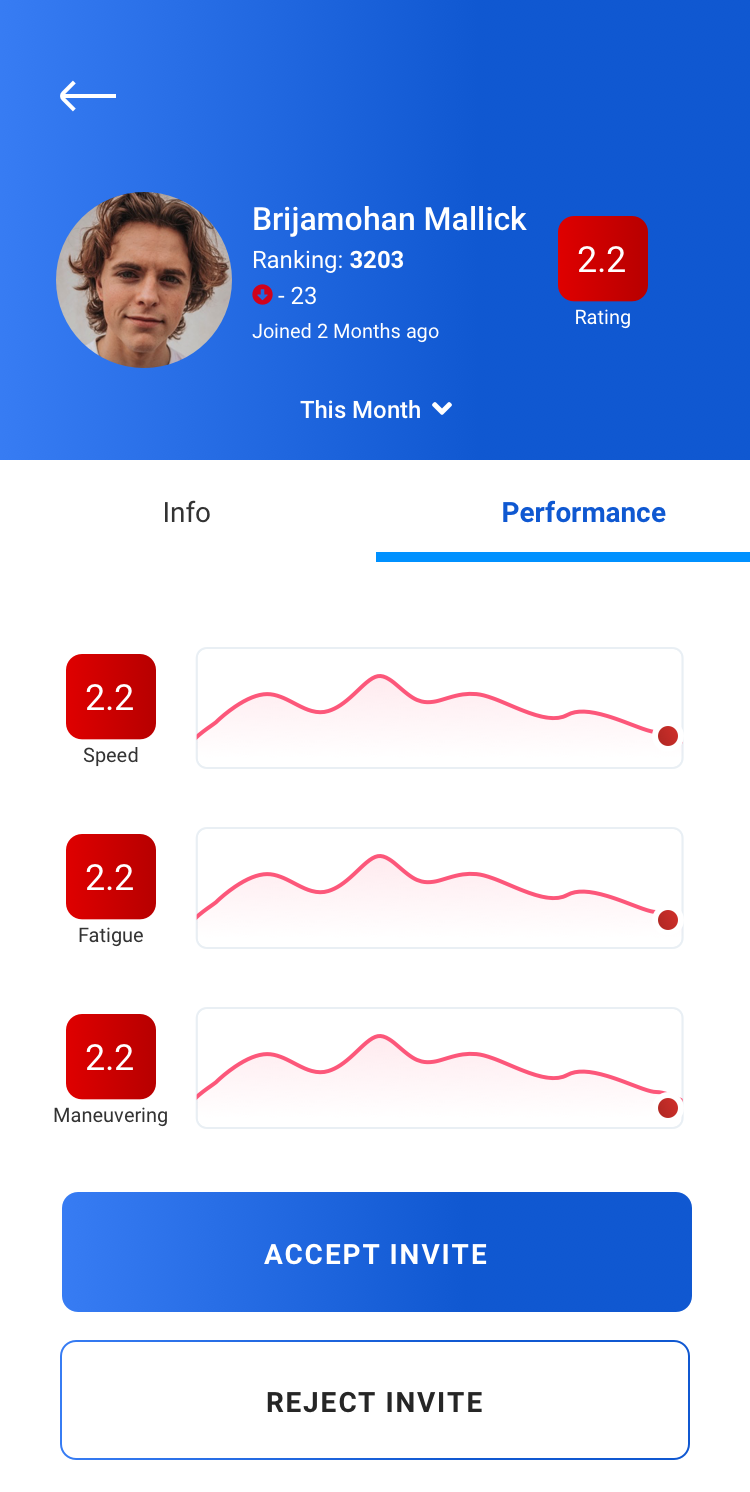 Brijamohan Mallick
Ranking: 3203
- 23
Joined 2 Months ago
2.2
Rating
This Month
Info
Performance
2.2
Speed
2.2
Fatigue
2.2
Maneuvering
ACCEPT INVITE
REJECT INVITE